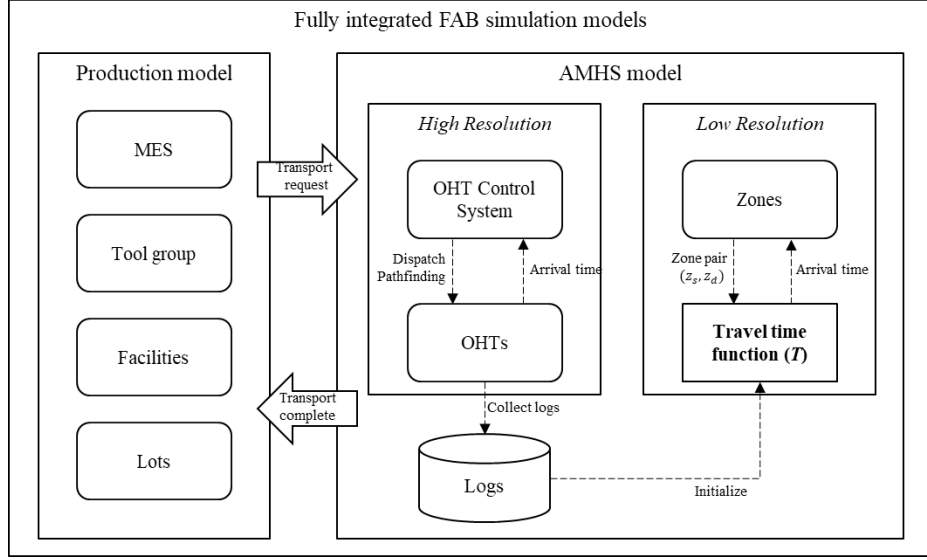 Fully integrated FAB simulation models
Production model
MES
Tool group
Facilities
Lots
Transport
request
Transport
complete
AMHS model
High Resolution
OHT Control
System
Dispatch
Pathfinding
Arrival time
OHTs
Collect logs
Logs
Low Resolution
Zones
Zone pair
(z_s, z_d)
Arrival time
Travel time
function (T)
Initialize